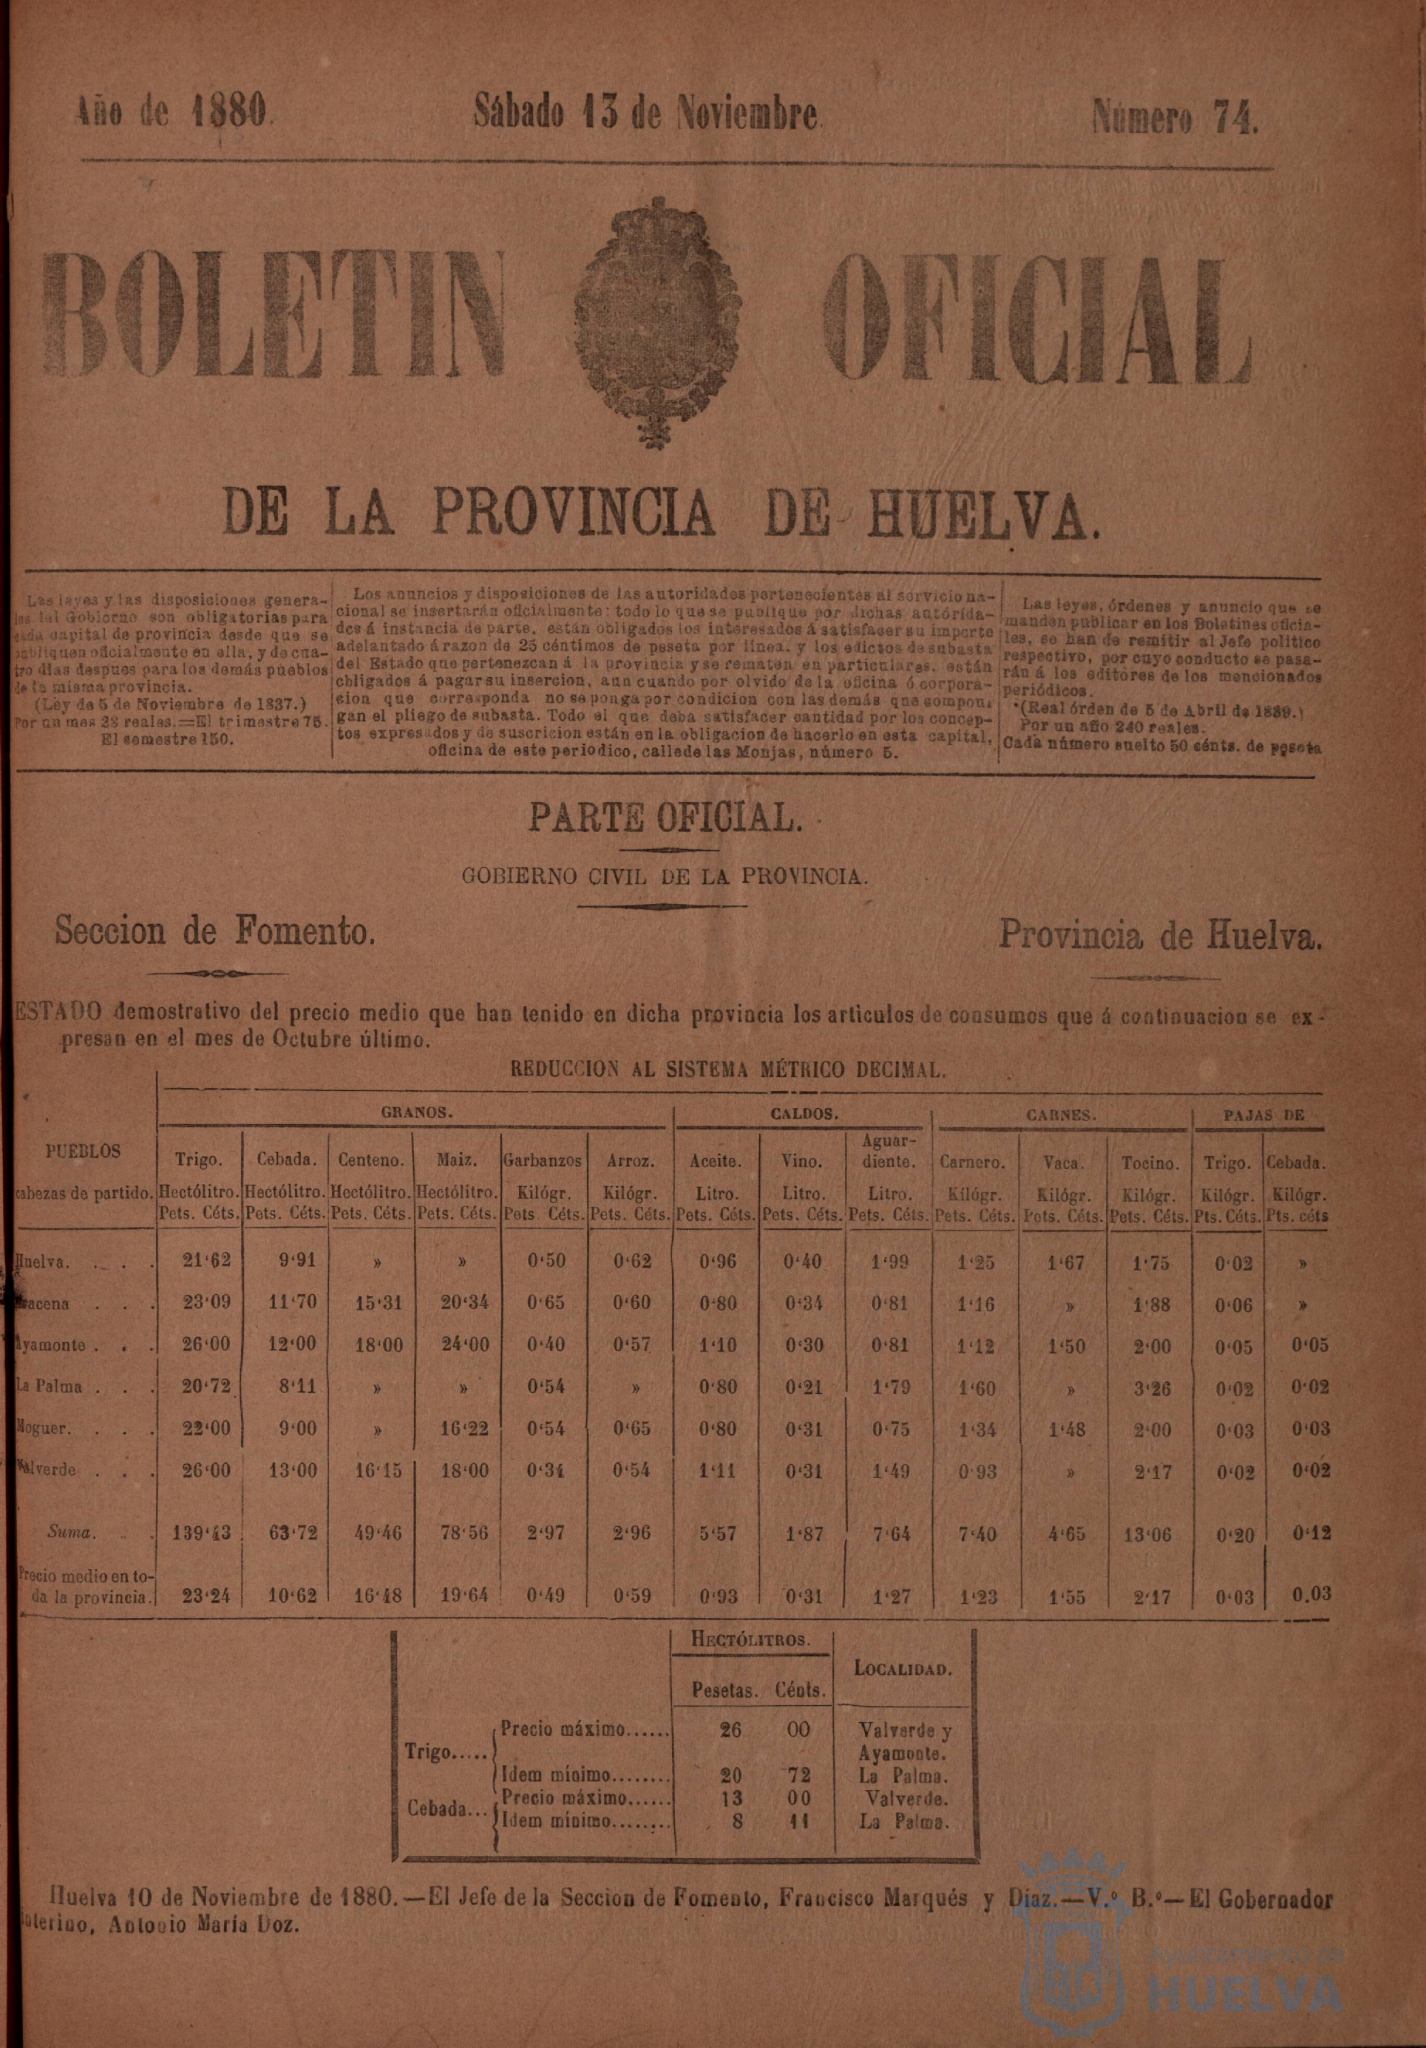 Año de 1880.
Sábado 13 de Noviembre.
Número 74.
BOLETIN OFICIAL
DE LA PROVINCIA DE HUELVA.
Las leyes y las disposiciones genera-
les del Gobierno son obligatorias para
cada capital de provincia desde que se
publiquen oficialmente en ella, y de cua-
tro dias despues para los demás pueblos
de la misma provincia.
(Ley de 5 de Noviembre de 1837.)
Por un mes 28 reales.=El trimestre 75.
El semestre 150.
Los anuncios y disposiciones de las autoridades pertenecientes al servicio na-
cional se insertarán oficialmente: todo lo que se publique por dichas autorida-
des á instancia de parte, están obligados los interesados á satisfacer su importe
adelantado á razon de 25 céntimos de peseta por linea, y los edictos de subasta
del Estado que pertenezcan á la provincia y se rematen en particulares, están
obligados á pagar su insercion, aun cuando por olvido de la oficina ó corpora-
cion que corresponda no se ponga por condicion con las demás que compon-
gan el pliego de subasta. Todo el que deba satisfacer cantidad por los concep-
tos expresados y de suscricion están en la obligacion de hacerlo en esta capital,
oficina de este periodico, calle de las Monjas, número 5.
Las leyes, órdenes y anuncio que se
manden publicar en los Boletines oficia-
les, se han de remitir al Jefe político
respectivo, por cuyo conducto se pasa-
rán á los editores de los mencionados
periódicos.
(Real órden de 5 de Abril de 1839.)
Por un año 240 reales.
Cada número suelto 50 cénts. de peseta
PARTE OFICIAL.
GOBIERNO CIVIL DE LA PROVINCIA.
Seccion de Fomento.
Provincia de Huelva.
ESTADO demostrativo del precio medio que han tenido en dicha provincia los articulos de consumos que á continuacion se ex-
presan en el mes de Octubre último.
REDUCCION AL SISTEMA MÉTRICO DECIMAL.
GRANOS. CALDOS. CARNES. PAJAS DE
PUEBLOS
cabezas de partido.
Trigo. Cebada. Centeno. Maiz. Garbanzos Arroz. Aceite. Vino. Aguar-
diente. Carnero. Vaca. Tocino. Trigo. Cebada.
Hectólitro. Hectólitro. Hectólitro. Hectólitro. Kilógr. Kilógr. Litro. Litro. Litro. Kilógr. Kilógr. Kilógr. Kilógr. Kilógr.
Pets. Céts. Pets. Céts. Pets. Céts. Pets. Céts. Pets Céts. Pets. Céts. Pets. Céts. Pets. Céts. Pets. Céts. Pets. Céts. Pets. Céts. Pets. Céts. Pts. Céts. Pts. céts
Huelva. . . . 21'62 9'91 » » 0'50 0'62 0'96 0'40 1'99 1'25 1'67 1'75 0'02 »
Aracena . . . 23'09 11'70 15'31 20'34 0'65 0'60 0'80 0'34 0'81 1'16 » 1'88 0'06 »
Ayamonte . . . 26'00 12'00 18'00 24'00 0'40 0'57 1'10 0'30 0'81 1'12 1'50 2'00 0'05 0'05
La Palma . . . 20'72 8'11 » » 0'54 » 0'80 0'21 1'79 1'60 » 3'26 0'02 0'02
Moguer. . . . 22'00 9'00 » 16'22 0'54 0'65 0'80 0'31 0'75 1'34 1'48 2'00 0'03 0'03
Valverde . . . 26'00 13'00 16'15 18'00 0'34 0'54 1'11 0'31 1'49 0'93 » 2'17 0'02 0'02
Suma. . . 139'43 63'72 49'46 78'56 2'97 2'96 5'57 1'87 7'64 7'40 4'65 13'06 0'20 0'12
Precio medio en to-
da la provincia. 23'24 10'62 16'48 19'64 0'49 0'59 0'93 0'31 1'27 1'23 1'55 2'17 0'03 0.03
HECTÓLITROS.
LOCALIDAD.
Pesetas. Cénts.
Trigo.....
Precio máximo...... 26 00 Valverde y
Ayamonte.
Idem mínimo........ 20 72 La Palma.
Cebada...
Precio máximo...... 13 00 Valverde.
Idem mínimo........ 8 11 La Palma.
Huelva 10 de Noviembre de 1880.—El Jefe de la Seccion de Fomento, Francisco Marqués y Diaz.—V.º B.º—El Gobernador
interino, Antonio María Doz.
Ayuntamiento de
HUELVA